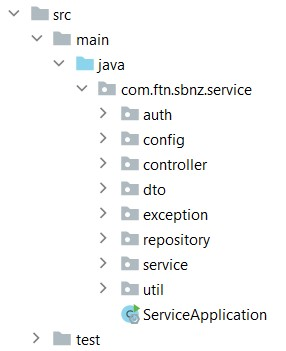 src
main
java
com.ftn.sbnz.service
auth
config
controller
dto
exception
repository
service
util
ServiceApplication
test